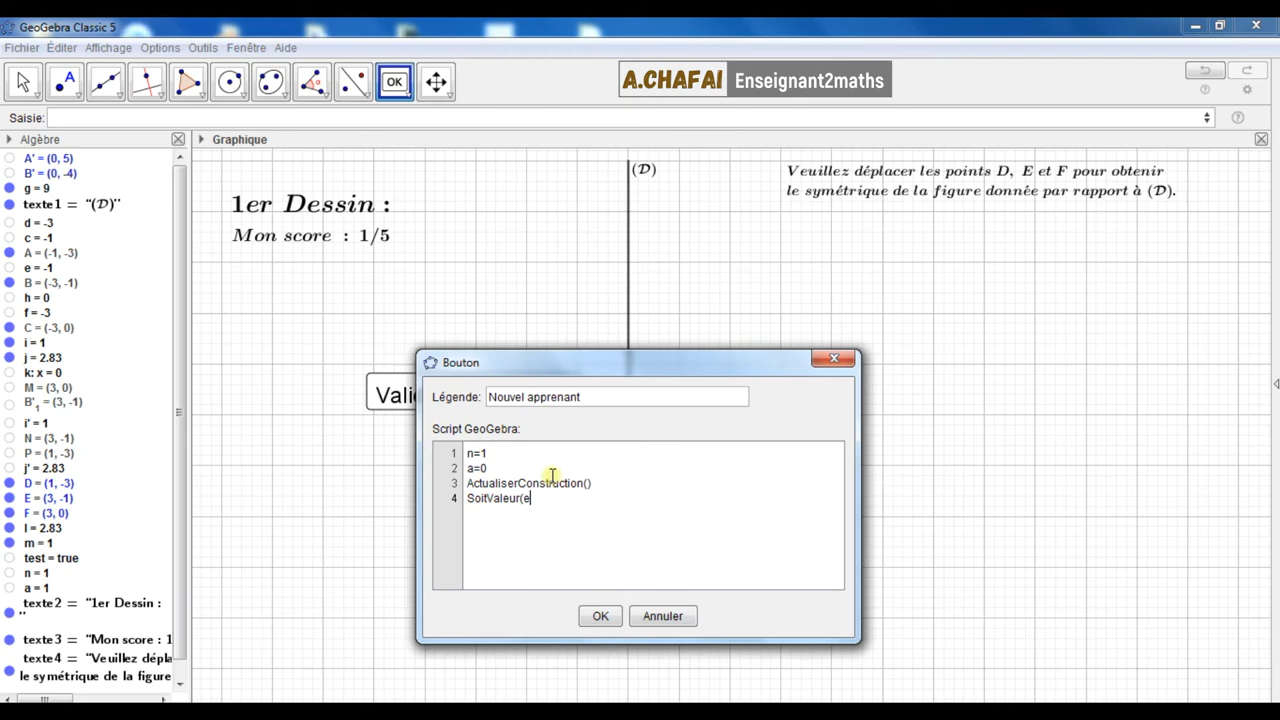 GeoGebra Classic 5
Fichier Éditer Affichage Options Outils Fenêtre Aide
A
OK
A.CHAFAI Enseignant2maths
Saisie:
Algèbre
Graphique
A' = (0, 5)
B' = (0, -4)
g = 9
texte1 = "(𝒟)"
d = -3
c = -1
A = (-1, -3)
e = -1
B = (-3, -1)
h = 0
f = -3
C = (-3, 0)
i = 1
j = 2.83
k: x = 0
M = (3, 0)
B'₁ = (3, -1)
i' = 1
N = (3, -1)
P = (1, -3)
j' = 2.83
D = (1, -3)
E = (3, -1)
F = (3, 0)
l = 2.83
m = 1
test = true
n = 1
a = 1
texte2 = "1er Dessin :
"
texte3 = "Mon score : 1
texte4 = "Veuillez dépla
le symétrique de la figure
1er Dessin :
Mon score : 1/5
(𝒟)
Veuillez déplacer les points D, E et F pour obtenir
le symétrique de la figure donnée par rapport à (𝒟).
Vali
Bouton
Légende: Nouvel apprenant
Script GeoGebra:
1 n=1
2 a=0
3 ActualiserConstruction()
4 SoitValeur(e
OK Annuler